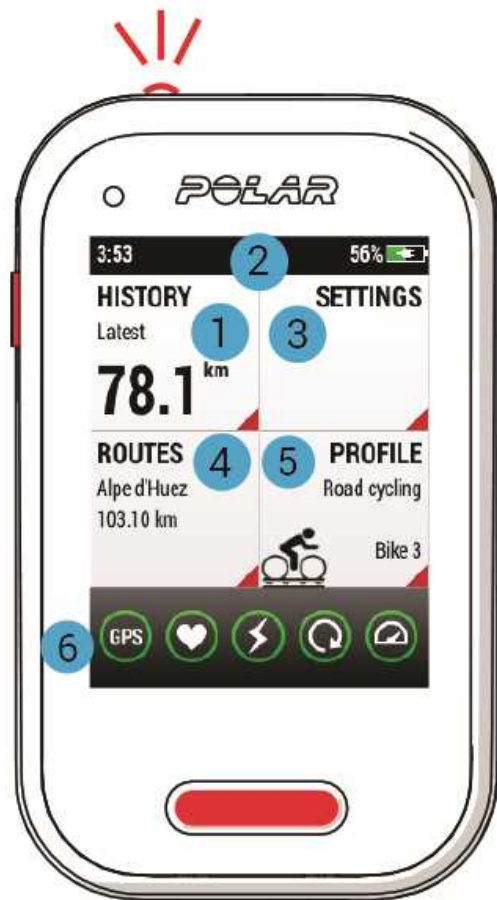 POLAR
3:53 2 56%
HISTORY 1
Latest
78.1 km
3 SETTINGS
ROUTES 4
Alpe d'Huez
103.10 km
5 PROFILE
Road cycling
Bike 3
6 GPS